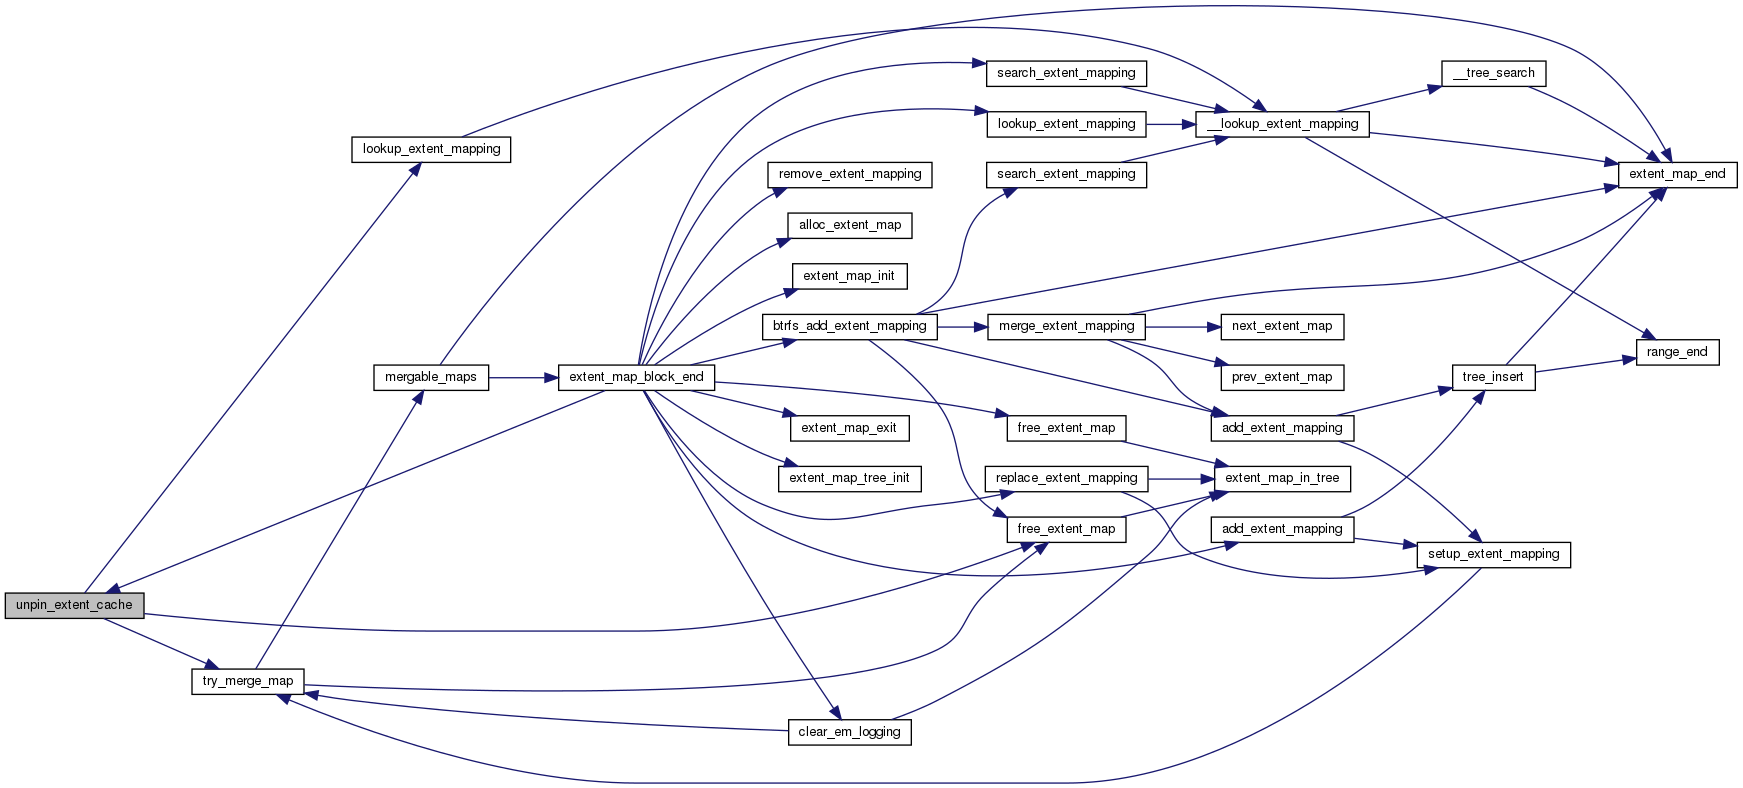 search_extent_mapping
__tree_search
lookup_extent_mapping
__lookup_extent_mapping
lookup_extent_mapping
remove_extent_mapping
search_extent_mapping
extent_map_end
alloc_extent_map
extent_map_init
btrfs_add_extent_mapping
merge_extent_mapping
next_extent_map
range_end
mergable_maps
extent_map_block_end
prev_extent_map
tree_insert
extent_map_exit
free_extent_map
add_extent_mapping
extent_map_tree_init
replace_extent_mapping
extent_map_in_tree
free_extent_map
add_extent_mapping
setup_extent_mapping
unpin_extent_cache
try_merge_map
clear_em_logging